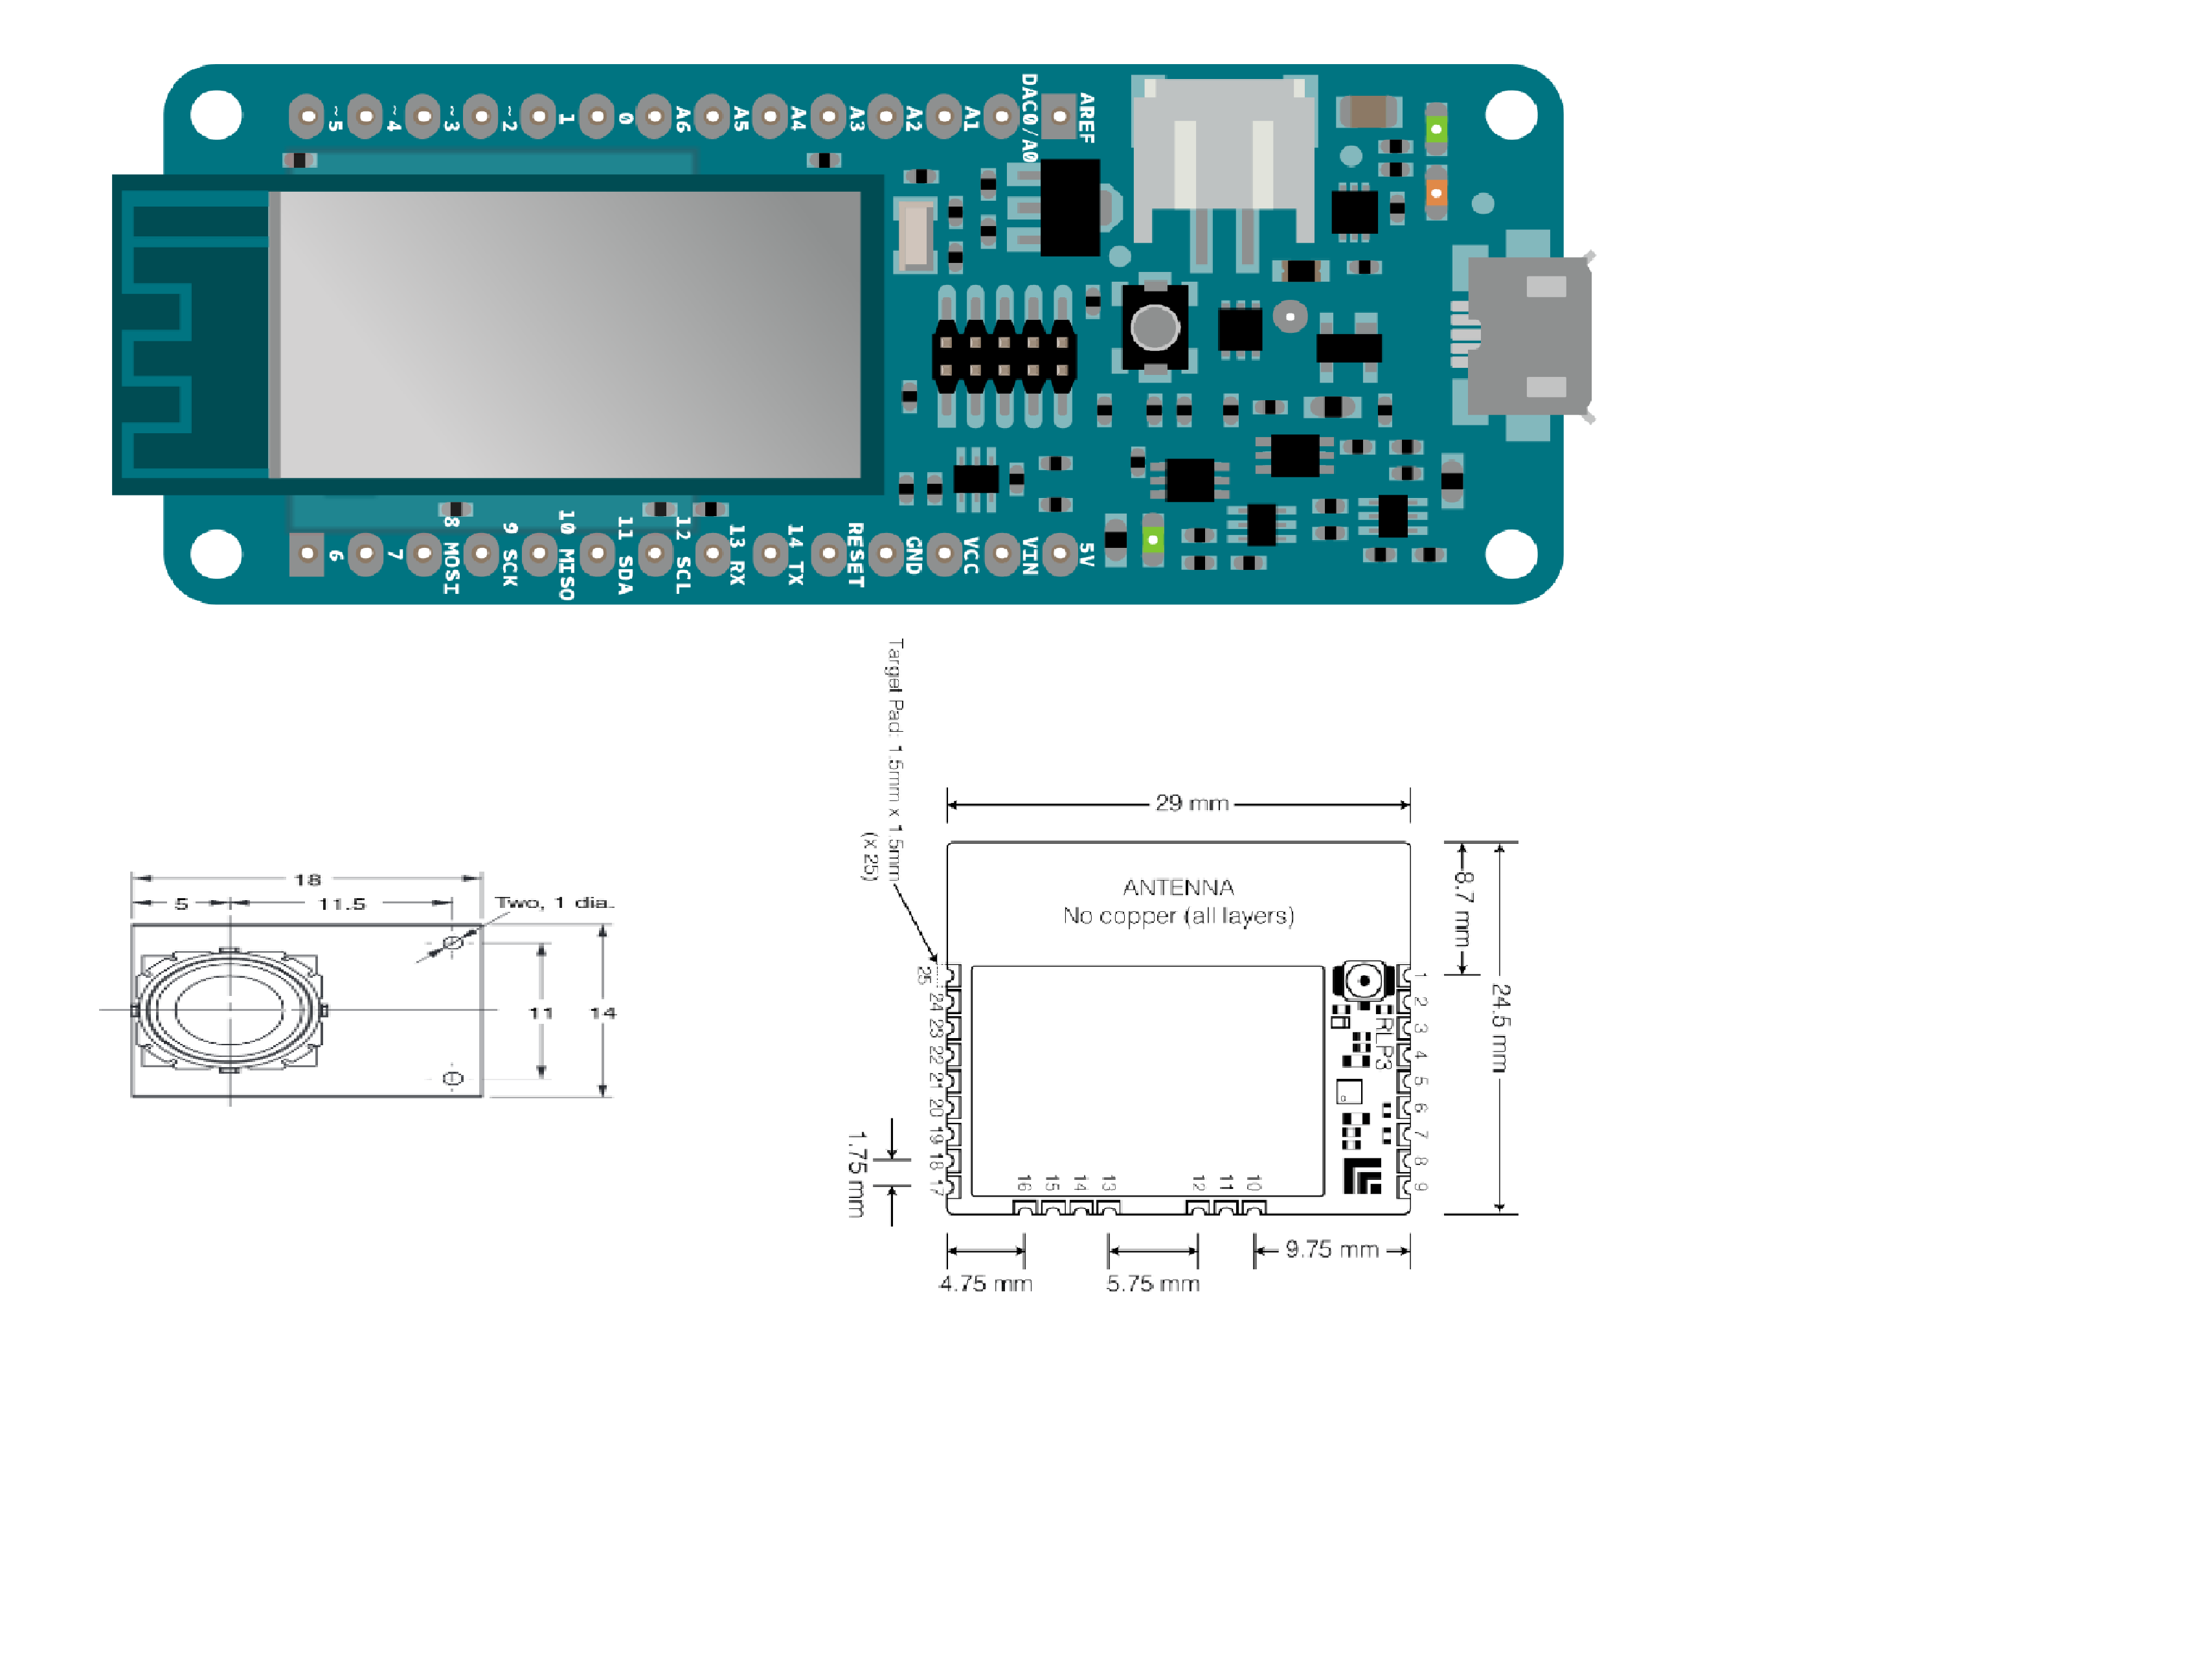 ~5
~4
~3
~2
1
0
A6
A5
A4
A3
A2
A1
DAC0/A0
AREF
6
7
8 MOSI
9 SCK
10 MISO
11 SDA
12 SCL
13 RX
14 TX
RESET
GND
VCC
VIN
5V
18
5
11.5
Two, 1 dia.
11
14
Target Pad: 1.5mm x 1.5mm
(x 25)
29 mm
ANTENNA
No copper (all layers)
8.7 mm
24.5 mm
25
24
23
22
21
20
19
18
17
1.75 mm
16
15
14
13
12
11
10
RLP3
1
2
3
4
5
6
7
8
9
4.75 mm
5.75 mm
9.75 mm